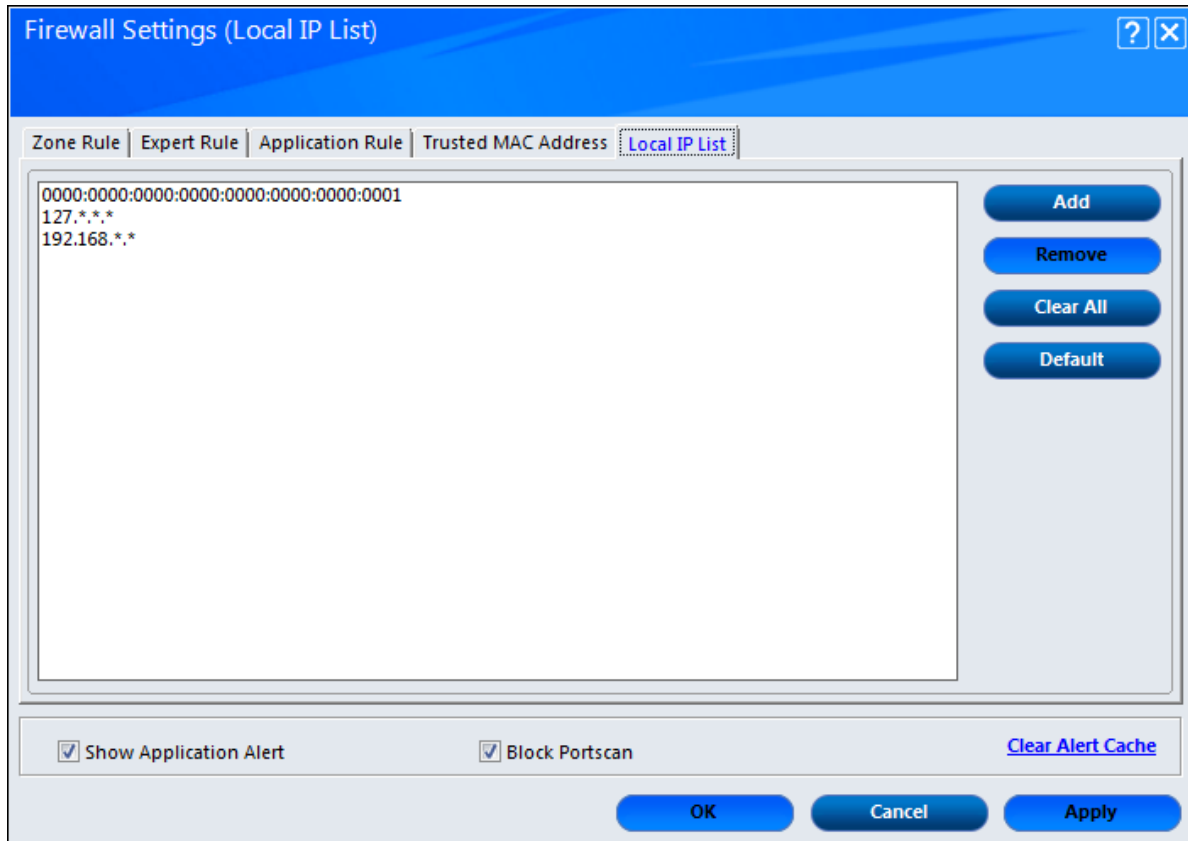 Firewall Settings (Local IP List)
?
Zone Rule
Expert Rule
Application Rule
Trusted MAC Address
Local IP List
0000:0000:0000:0000:0000:0000:0000:0001
127.*.*.*
192.168.*.*
Add
Remove
Clear All
Default
Show Application Alert
Block Portscan
Clear Alert Cache
OK
Cancel
Apply